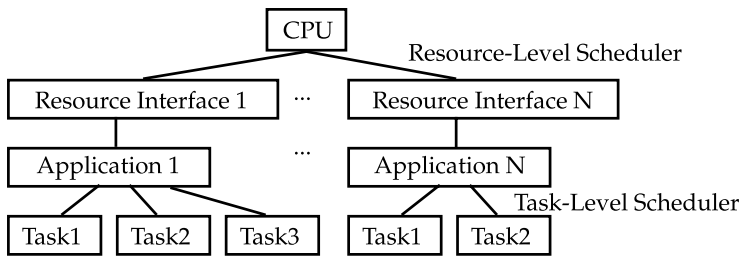 CPU
Resource-Level Scheduler
Resource Interface 1 ... Resource Interface N
Application 1 ... Application N
Task-Level Scheduler
Task1 Task2 Task3 Task1 Task2